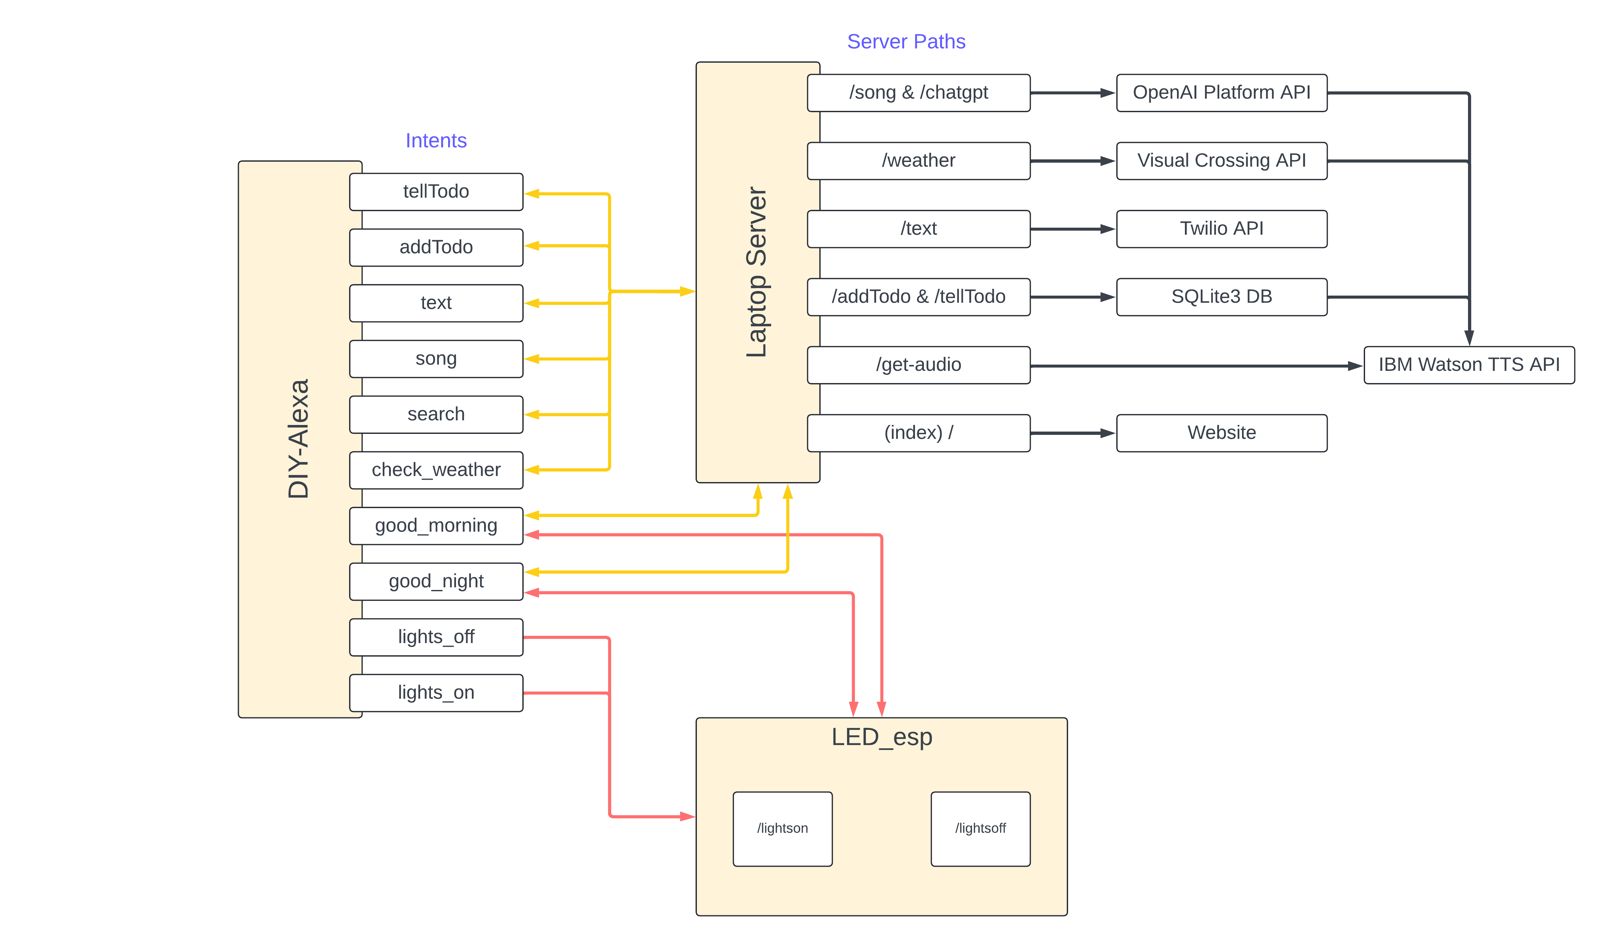 Server Paths
Intents
DIY-Alexa
tellTodo
addTodo
text
song
search
check_weather
good_morning
good_night
lights_off
lights_on
Laptop Server
/song & /chatgpt
OpenAI Platform API
/weather
Visual Crossing API
/text
Twilio API
/addTodo & /tellTodo
SQLite3 DB
/get-audio
IBM Watson TTS API
(index) /
Website
LED_esp
/lightson
/lightsoff